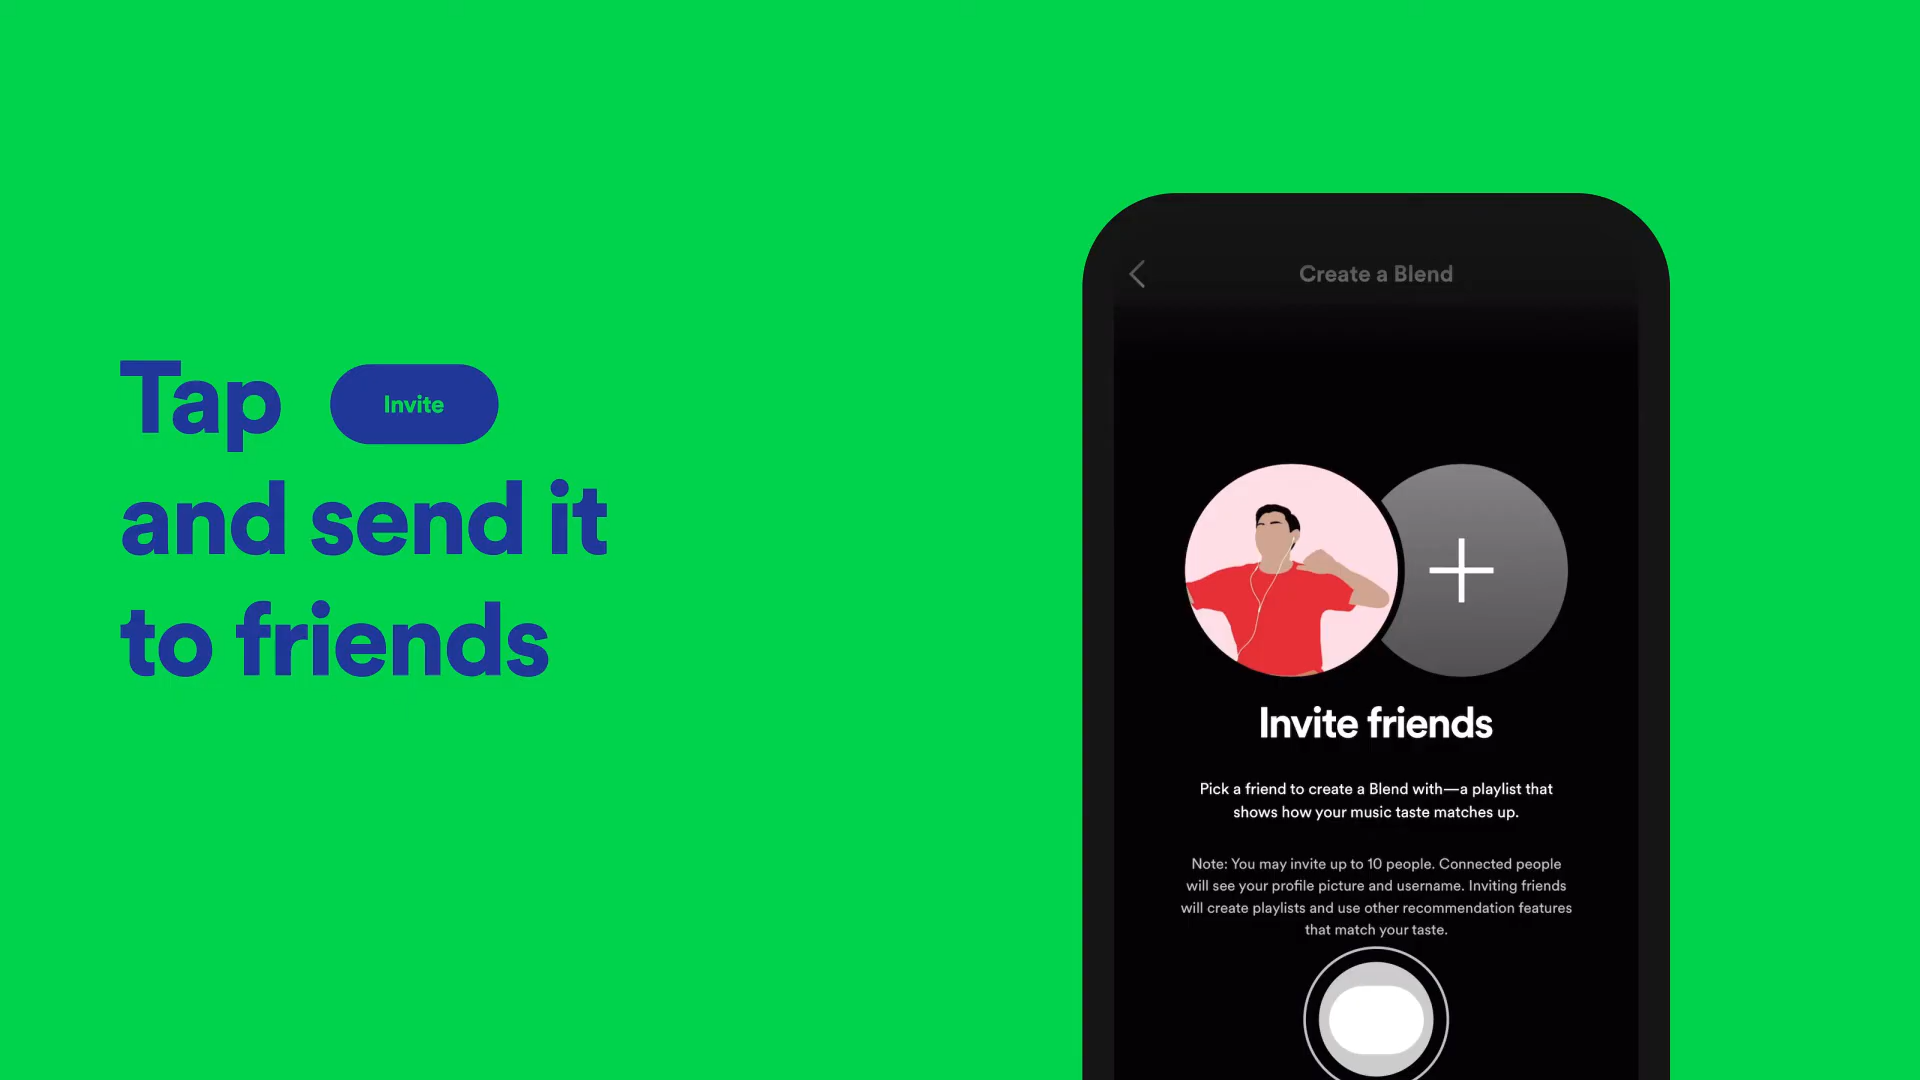 Tap Invite
and send it
to friends
Create a Blend
Invite friends
Pick a friend to create a Blend with—a playlist that
shows how your music taste matches up.
Note: You may invite up to 10 people. Connected people
will see your profile picture and username. Inviting friends
will create playlists and use other recommendation features
that match your taste.